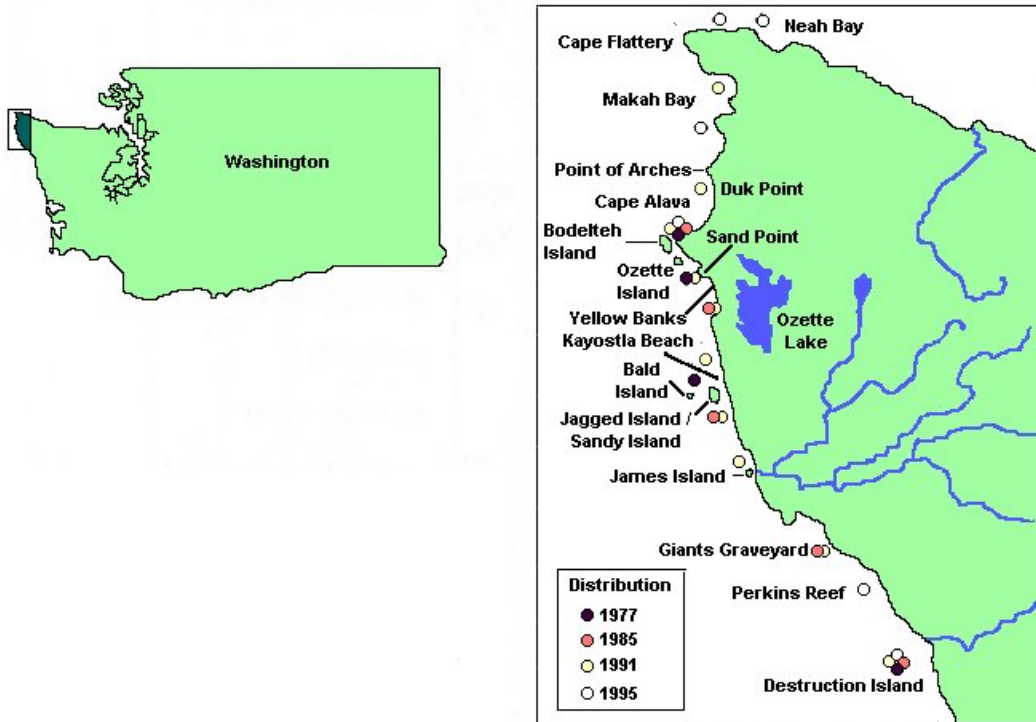 Washington
Neah Bay
Cape Flattery
Makah Bay
Point of Arches
Duk Point
Cape Alava
Bodelteh
Island
Sand Point
Ozette
Island
Yellow Banks
Ozette
Lake
Kayostla Beach
Bald
Island
Jagged Island /
Sandy Island
James Island
Giants Graveyard
Perkins Reef
Destruction Island
Distribution
1977
1985
1991
1995